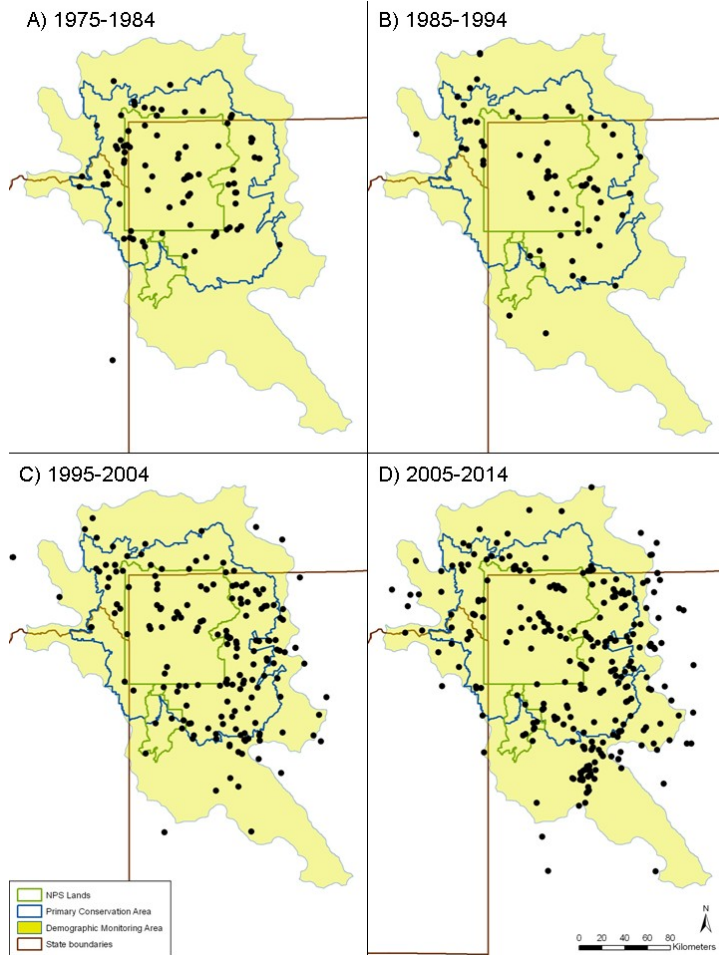 A) 1975-1984
B) 1985-1994
C) 1995-2004
D) 2005-2014
NPS Lands
Primary Conservation Area
Demographic Monitoring Area
State boundaries
N
0 20 40 60 80
Kilometers